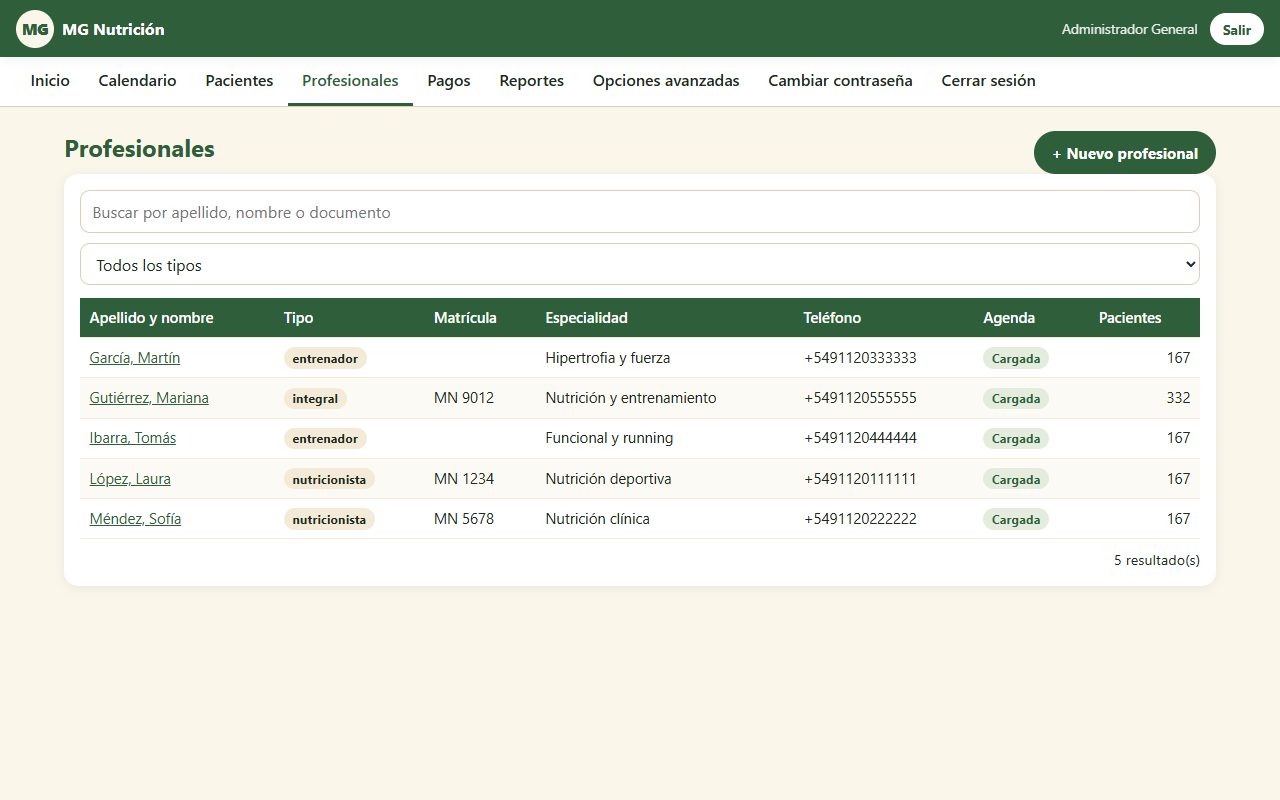 MG MG Nutrición Administrador General Salir
Inicio Calendario Pacientes Profesionales Pagos Reportes Opciones avanzadas Cambiar contraseña Cerrar sesión
Profesionales + Nuevo profesional
Buscar por apellido, nombre o documento
Todos los tipos
Apellido y nombre Tipo Matrícula Especialidad Teléfono Agenda Pacientes
García, Martín entrenador Hipertrofia y fuerza +5491120333333 Cargada 167
Gutiérrez, Mariana integral MN 9012 Nutrición y entrenamiento +5491120555555 Cargada 332
Ibarra, Tomás entrenador Funcional y running +5491120444444 Cargada 167
López, Laura nutricionista MN 1234 Nutrición deportiva +5491120111111 Cargada 167
Méndez, Sofía nutricionista MN 5678 Nutrición clínica +5491120222222 Cargada 167
5 resultado(s)